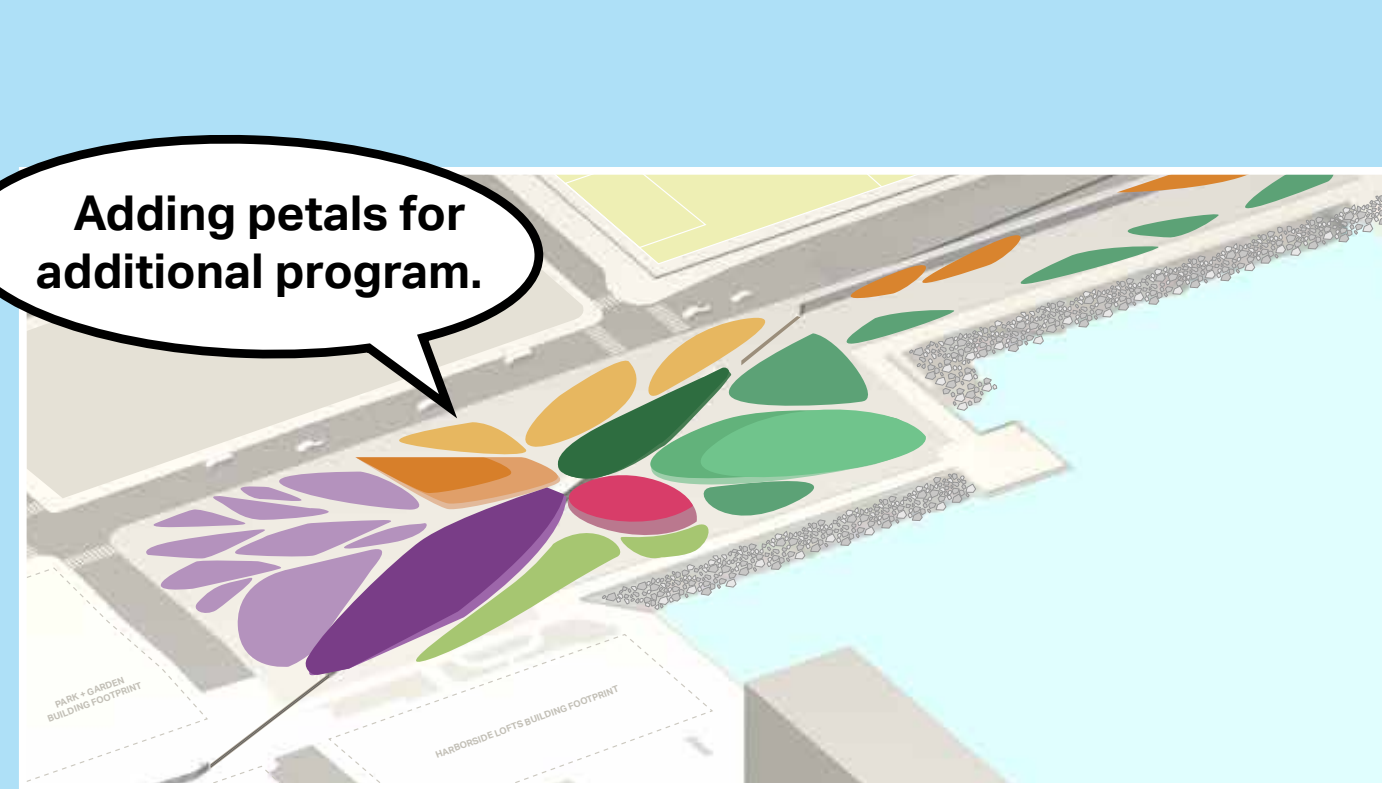 Adding petals for
additional program.
PARK + GARDEN
BUILDING FOOTPRINT
HARBORSIDE LOFTS BUILDING FOOTPRINT